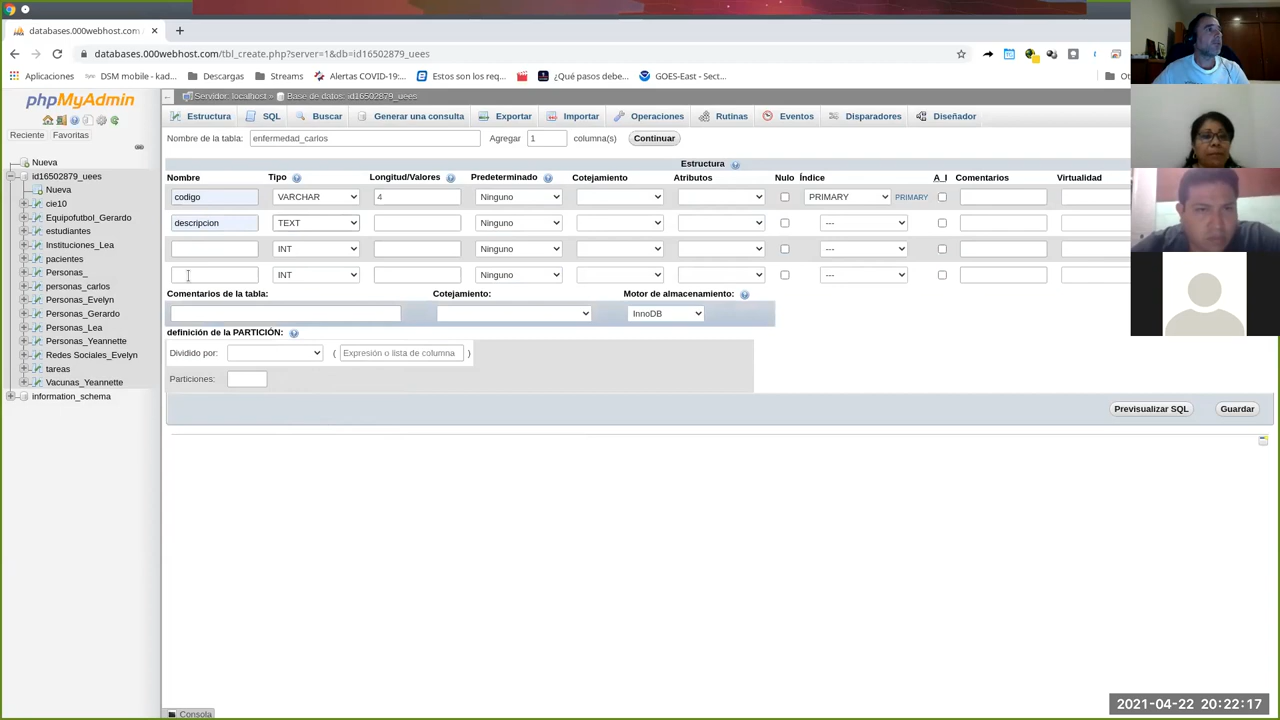 databases.000webhost.com
databases.000webhost.com/tbl_create.php?server=1&db=id16502879_uees
Aplicaciones DSM mobile - kad... Descargas Streams Alertas COVID-19:... Estos son los req... ¿Qué pasos debe... GOES-East - Sect...
phpMyAdmin
Reciente Favoritas
Nueva
id16502879_uees
Nueva
cie10
Equipofutbol_Gerardo
estudiantes
Instituciones_Lea
pacientes
Personas_
personas_carlos
Personas_Evelyn
Personas_Gerardo
Personas_Lea
Personas_Yeannette
Redes Sociales_Evelyn
tareas
Vacunas_Yeannette
information_schema
Servidor: localhost » Base de datos: id16502879_uees
Estructura SQL Buscar Generar una consulta Exportar Importar Operaciones Rutinas Eventos Disparadores Diseñador
Nombre de la tabla: enfermedad_carlos Agregar 1 columna(s) Continuar
Estructura
Nombre Tipo Longitud/Valores Predeterminado Cotejamiento Atributos Nulo Índice A_I Comentarios Virtualidad
codigo VARCHAR 4 Ninguno PRIMARY PRIMARY
descripcion TEXT Ninguno ---
INT Ninguno ---
INT Ninguno ---
Comentarios de la tabla: Cotejamiento: Motor de almacenamiento:
InnoDB
definición de la PARTICIÓN:
Dividido por: ( Expresión o lista de columna )
Particiones:
Previsualizar SQL Guardar
Consola
2021-04-22 20:22:17